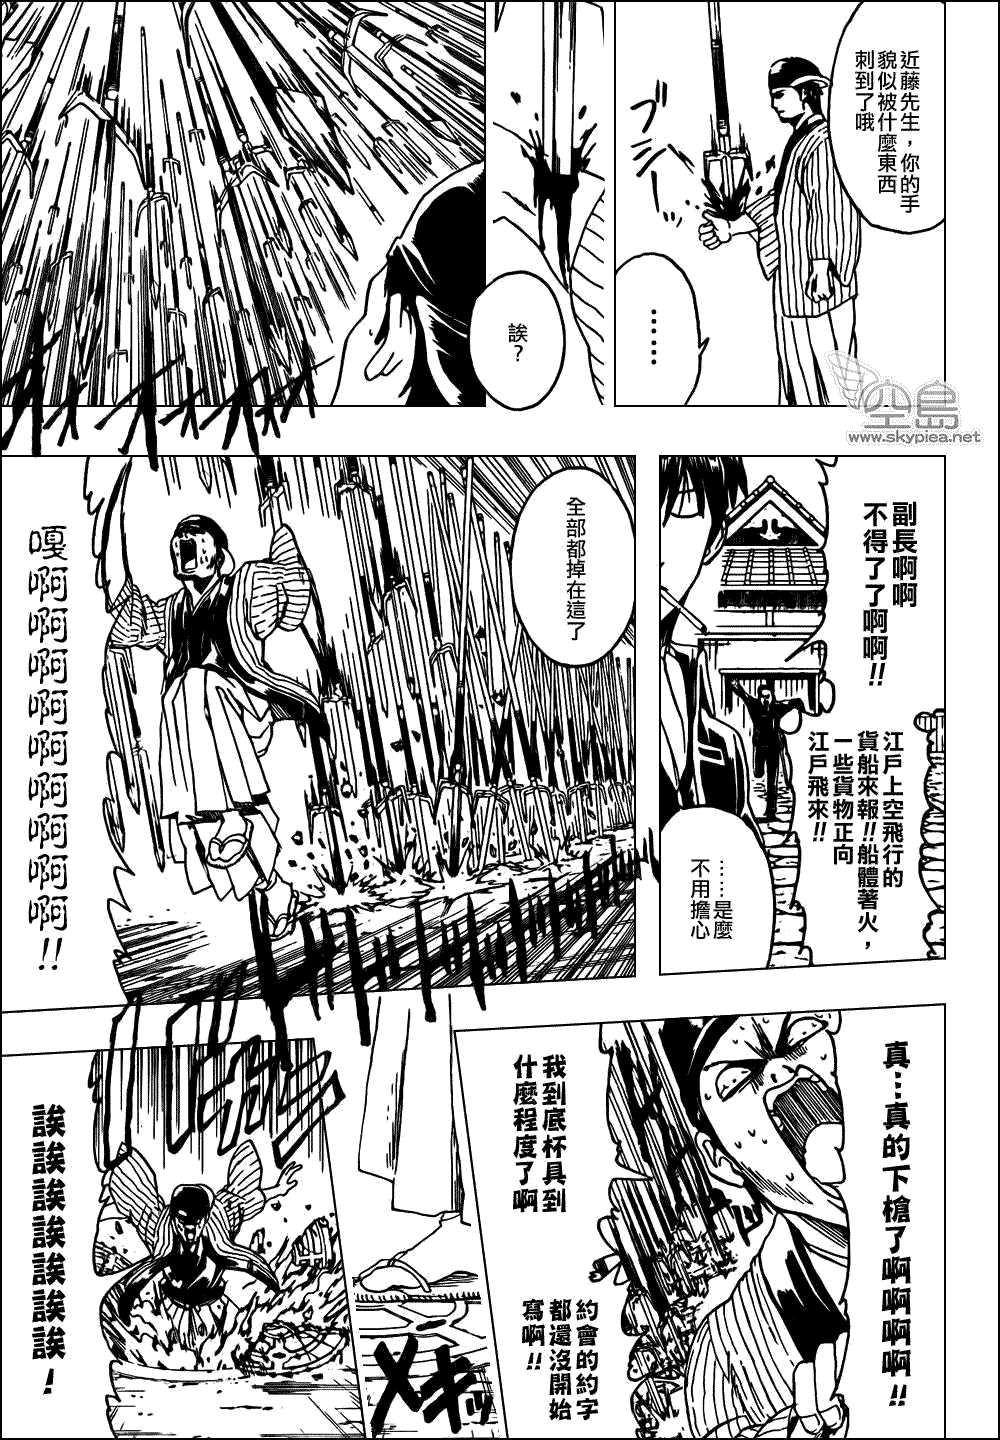 近藤先生，你的手
貌似被什麼東西
刺到了哦
……
誒？
空島
www.skypiea.net
副長啊啊
不得了了啊啊!!
江戶上空飛行的
貨船來報!!船體著火，
一些貨物正向
江戶飛來!!
……是麼
不用擔心
全部都掉在這了
嘎啊啊啊啊啊啊啊啊啊!!
真…真的下槍了啊啊啊啊!!
我到底杯具到
什麼程度了啊
約會的約字
都還沒開始
寫啊!!
メキッ
誒誒誒誒誒誒誒！